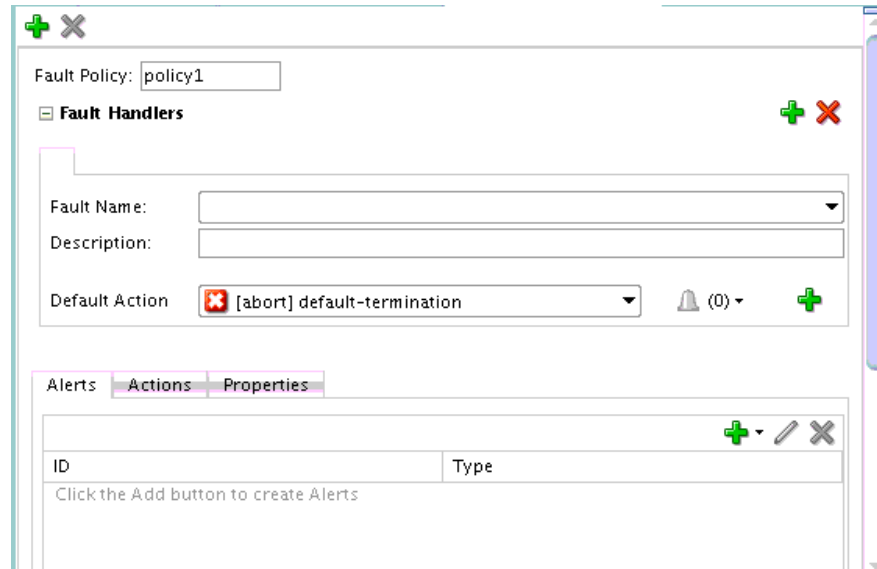 Fault Policy: policy1
Fault Handlers
Fault Name:
Description:
Default Action [abort] default-termination (0)
Alerts Actions Properties
ID Type
Click the Add button to create Alerts